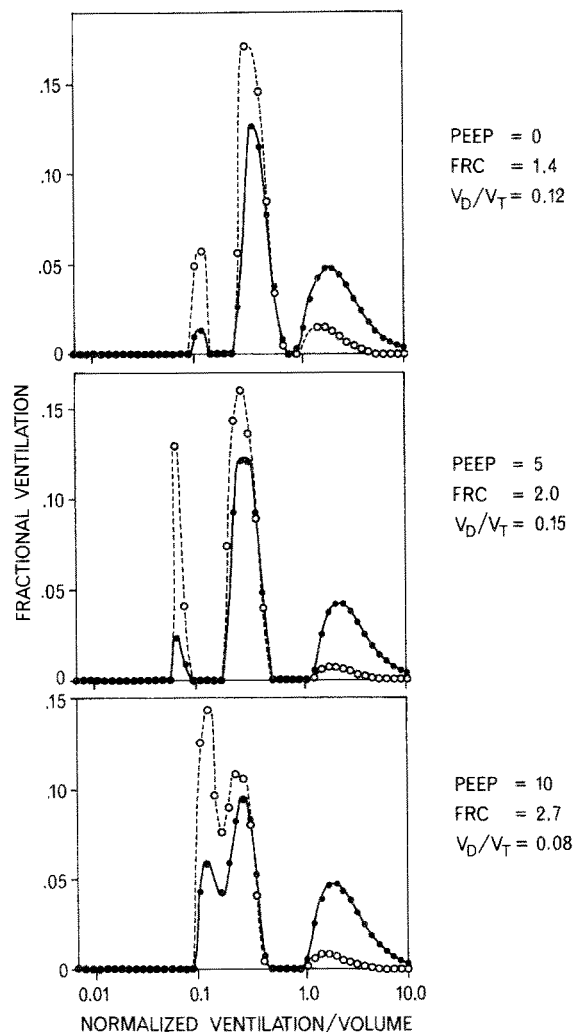 .15
.10
.05
0
PEEP = 0
FRC = 1.4
V_D/V_T = 0.12
.15
.10
.05
0
PEEP = 5
FRC = 2.0
V_D/V_T = 0.15
FRACTIONAL VENTILATION
.15
.10
.05
0
PEEP = 10
FRC = 2.7
V_D/V_T = 0.08
0.01 0.1 1.0 10.0
NORMALIZED VENTILATION/VOLUME